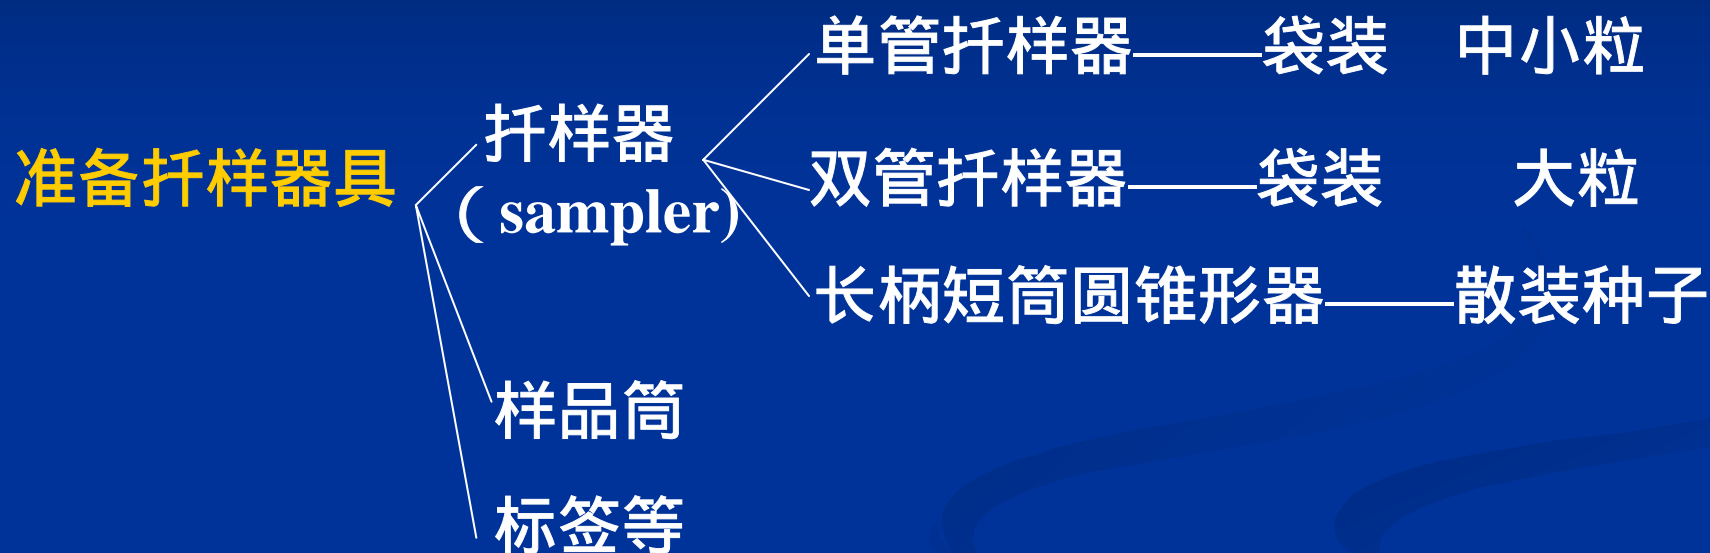 单管扦样器——袋装 中小粒
扦样器
准备扦样器具
双管扦样器——袋装 大粒
（sampler)
长柄短筒圆锥形器——散装种子
样品筒
标签等